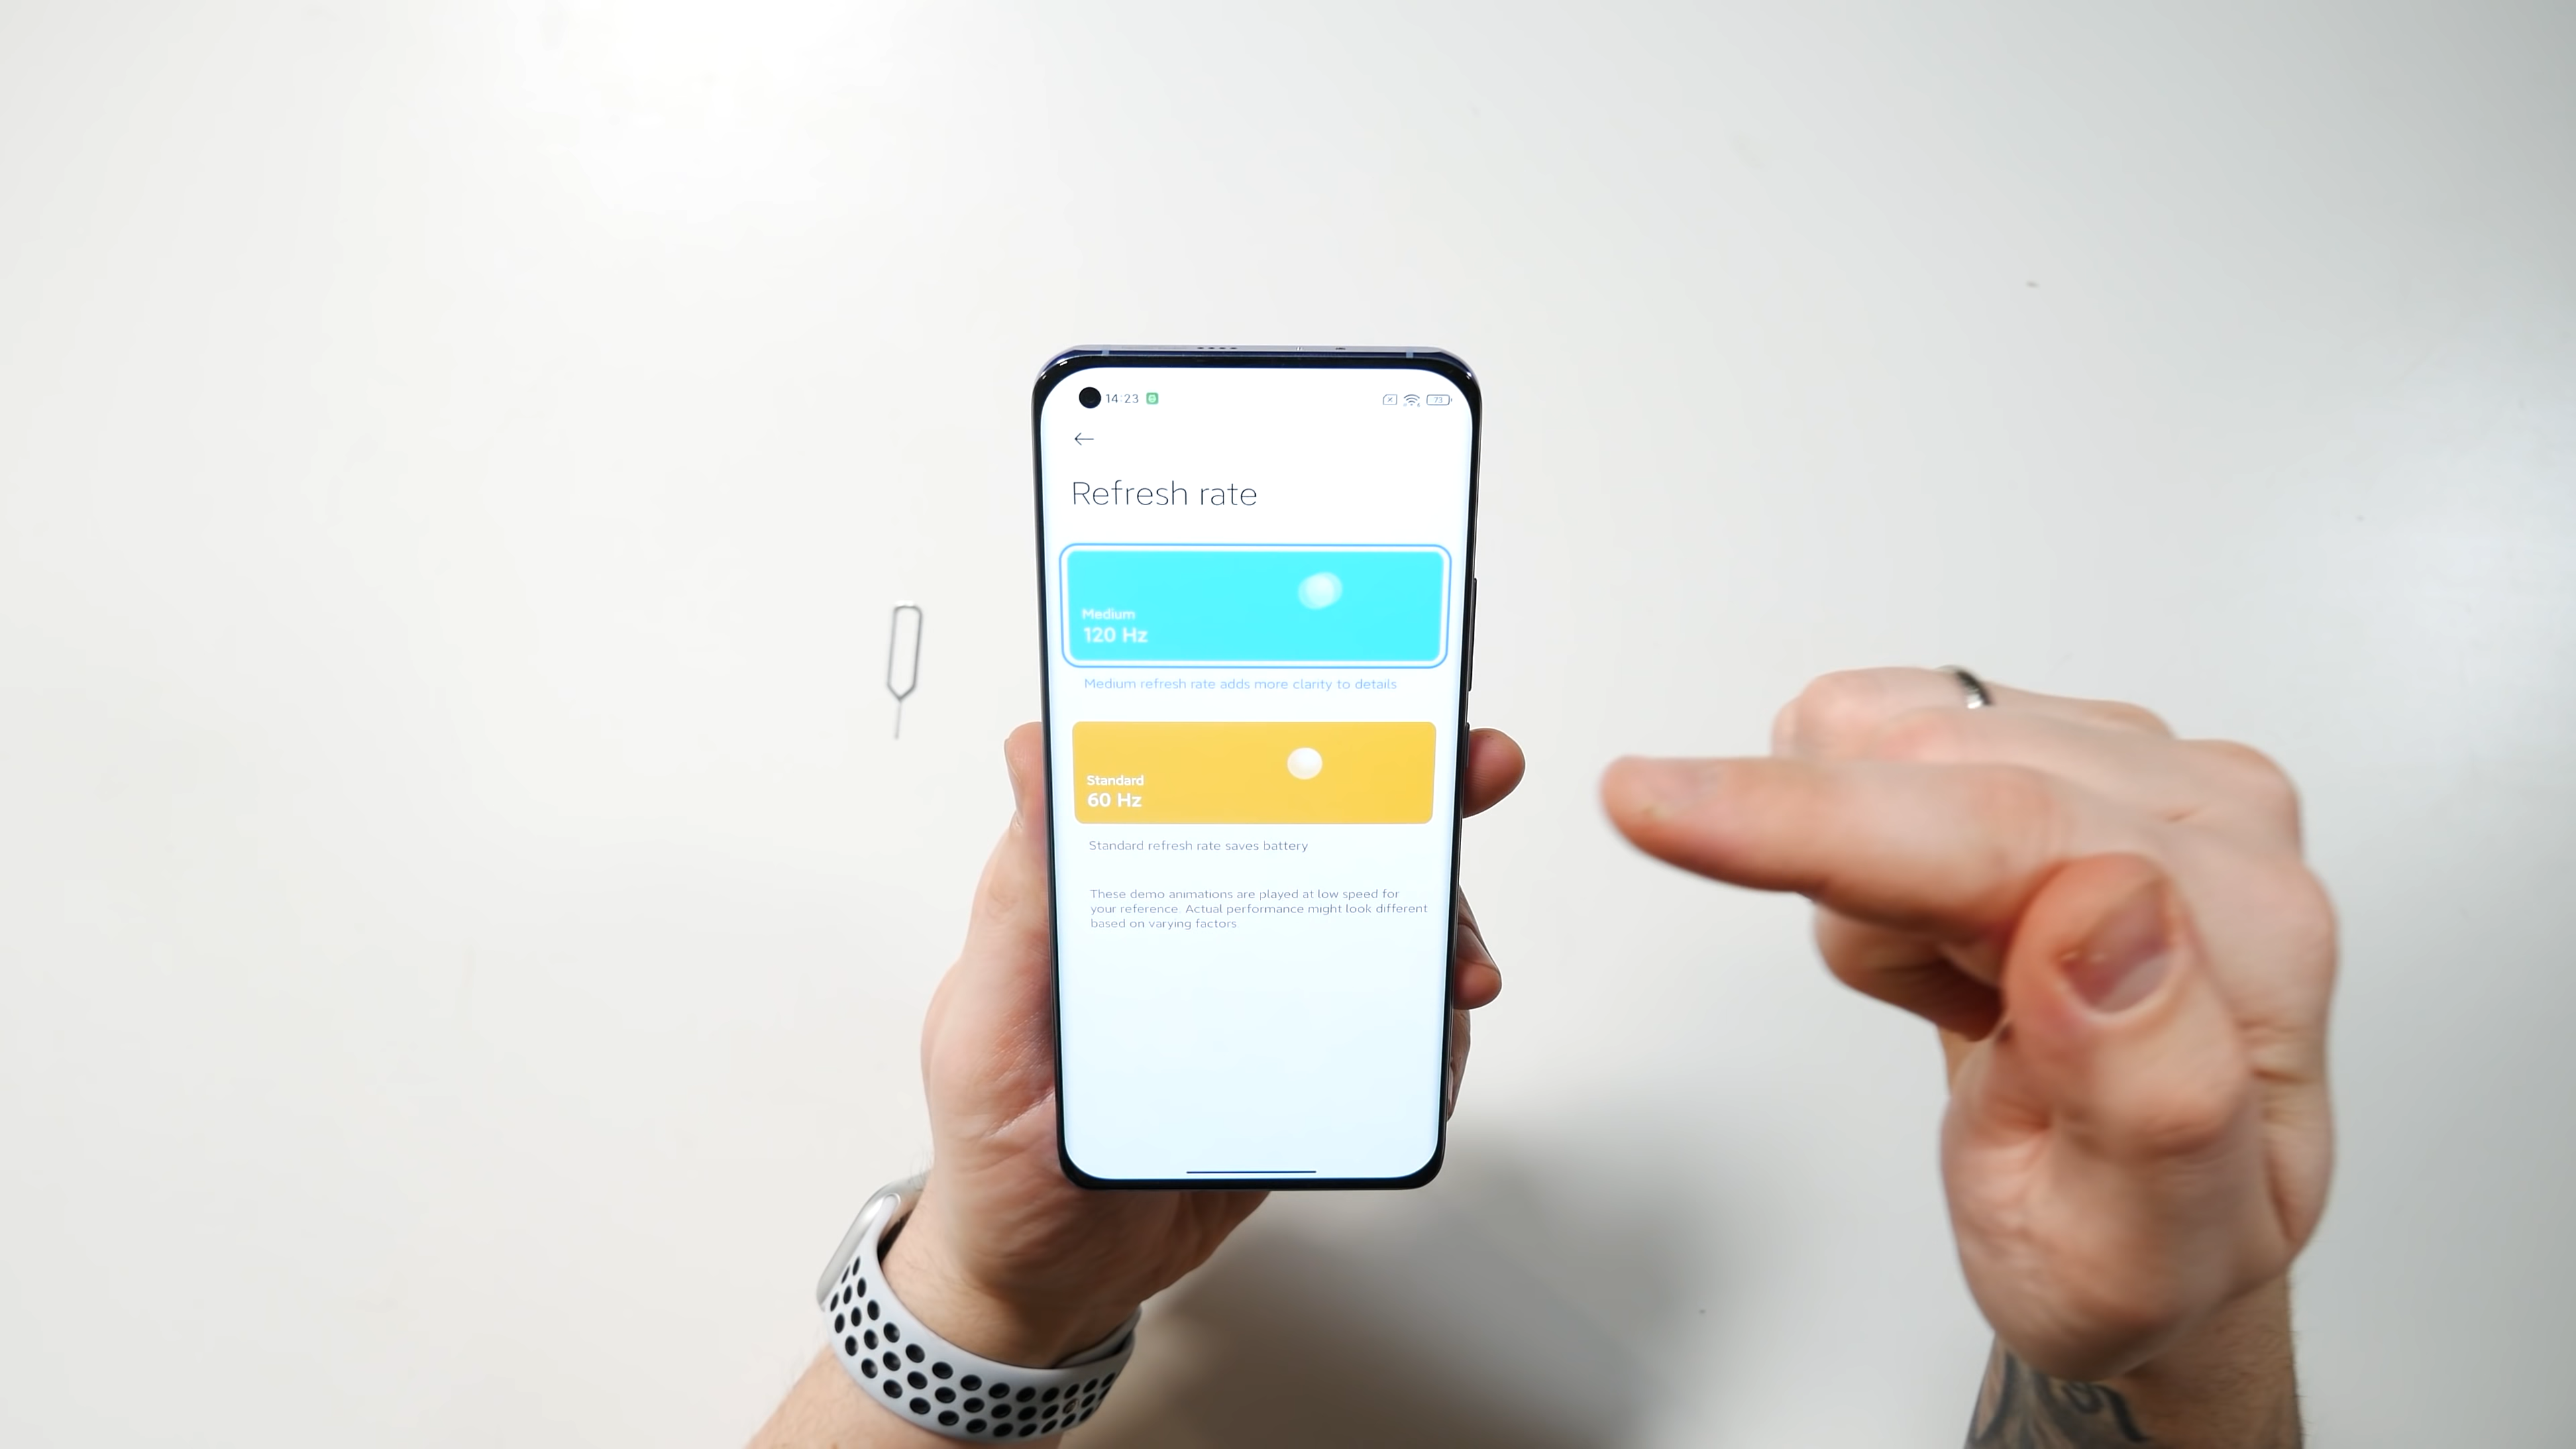 14:23
73
Refresh rate
Medium
120 Hz
Medium refresh rate adds more clarity to details
Standard
60 Hz
Standard refresh rate saves battery
These demo animations are played at low speed for
your reference. Actual performance might look different
based on varying factors